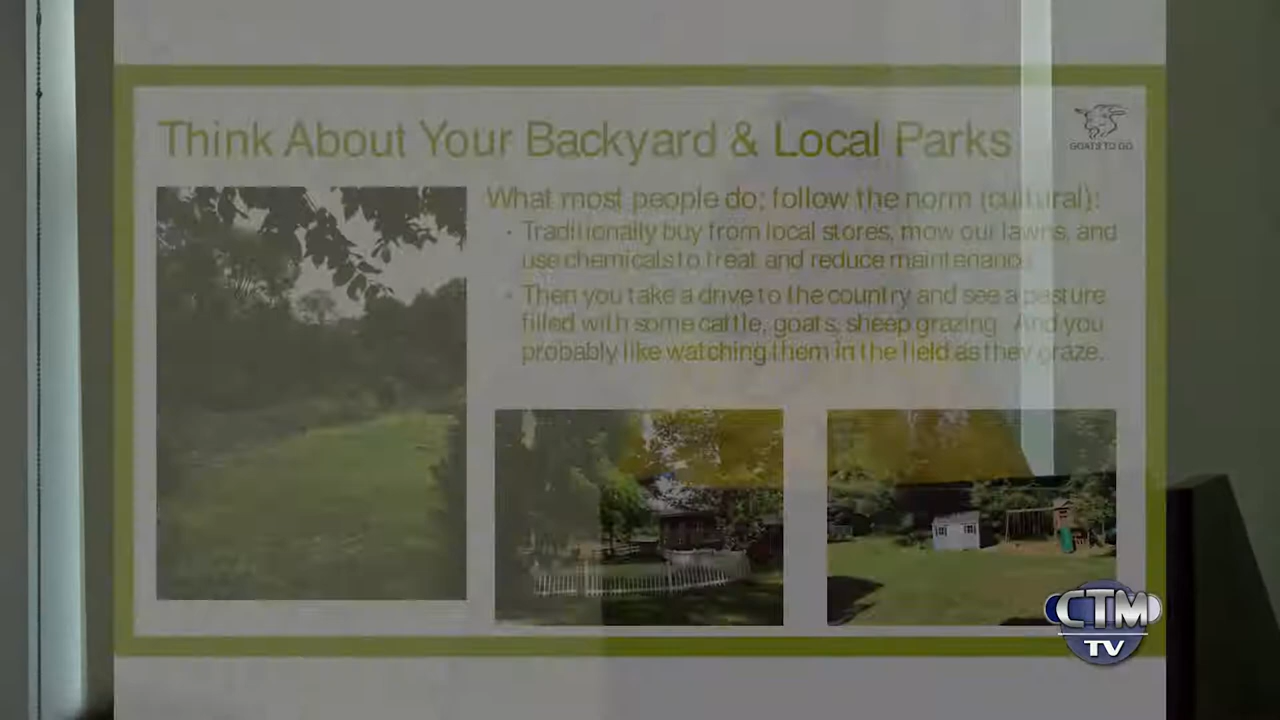 Think About Your Backyard & Local Parks
GOATS TO GO
What most people do; follow the norm (cultural):
Traditionally buy from local stores, mow our lawns, and
use chemicals to treat and reduce maintenance.
Then you take a drive to the country and see a pasture
filled with some cattle, goats, sheep grazing. And you
probably like watching them in the field as they graze.
CTM
TV